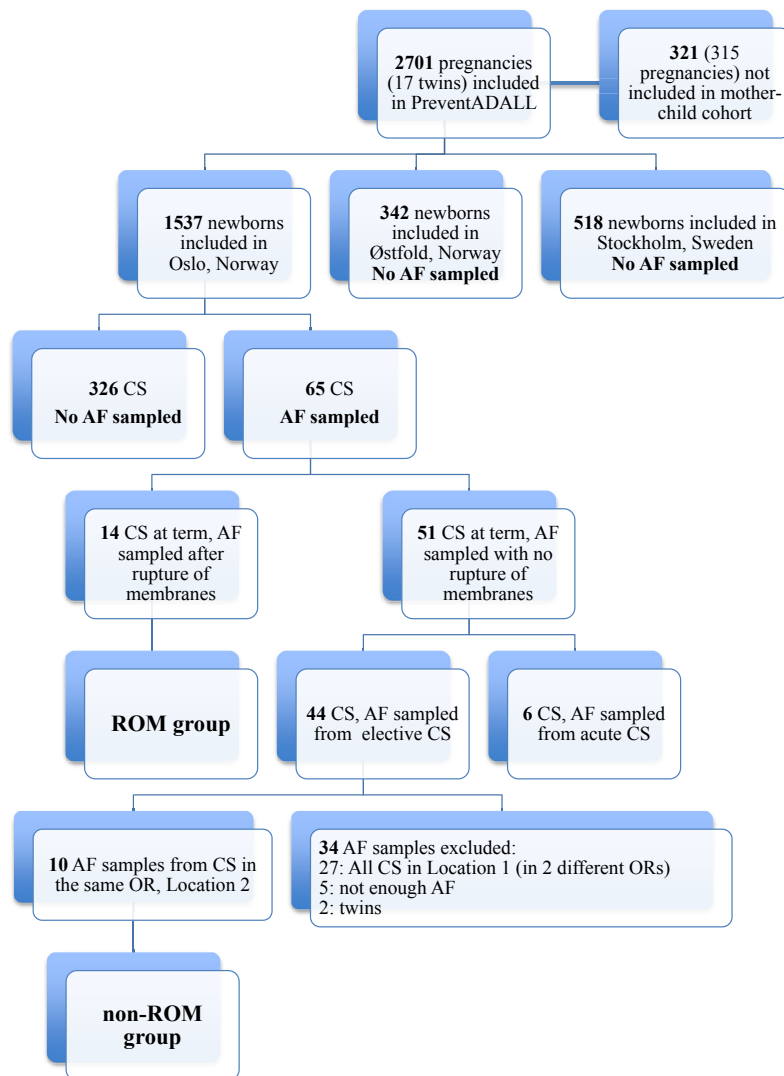 2701 pregnancies
(17 twins) included
in PreventADALL
321 (315
pregnancies) not
included in mother-
child cohort
1537 newborns
included in
Oslo, Norway
342 newborns
included in
Østfold, Norway
No AF sampled
518 newborns included in
Stockholm, Sweden
No AF sampled
326 CS
No AF sampled
65 CS
AF sampled
14 CS at term, AF
sampled after
rupture of
membranes
51 CS at term, AF
sampled with no
rupture of
membranes
ROM group
44 CS, AF sampled
from elective CS
6 CS, AF sampled
from acute CS
10 AF samples from CS in
the same OR, Location 2
34 AF samples excluded:
27: All CS in Location 1 (in 2 different ORs)
5: not enough AF
2: twins
non-ROM
group